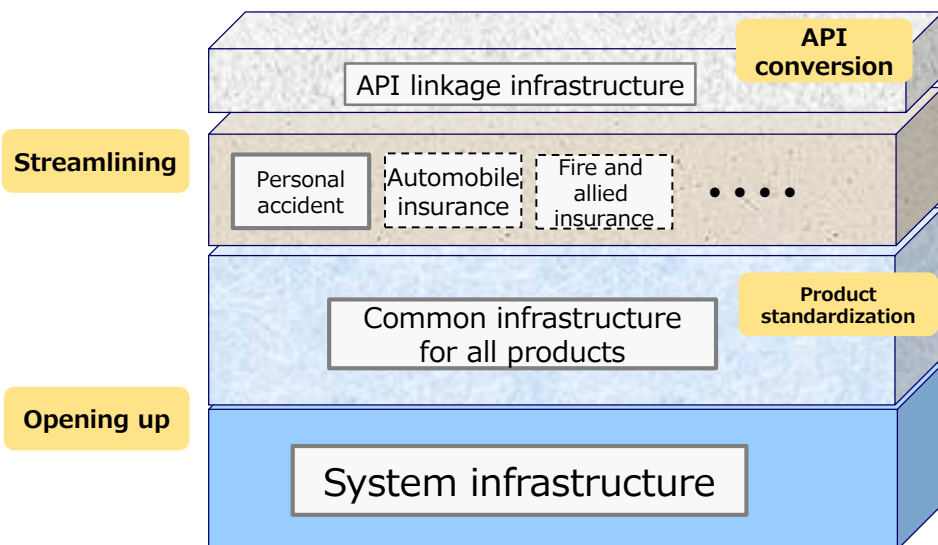 API
conversion
API linkage infrastructure
Streamlining
Personal
accident
Automobile
insurance
Fire and
allied
insurance
• • • •
Product
standardization
Common infrastructure
for all products
Opening up
System infrastructure